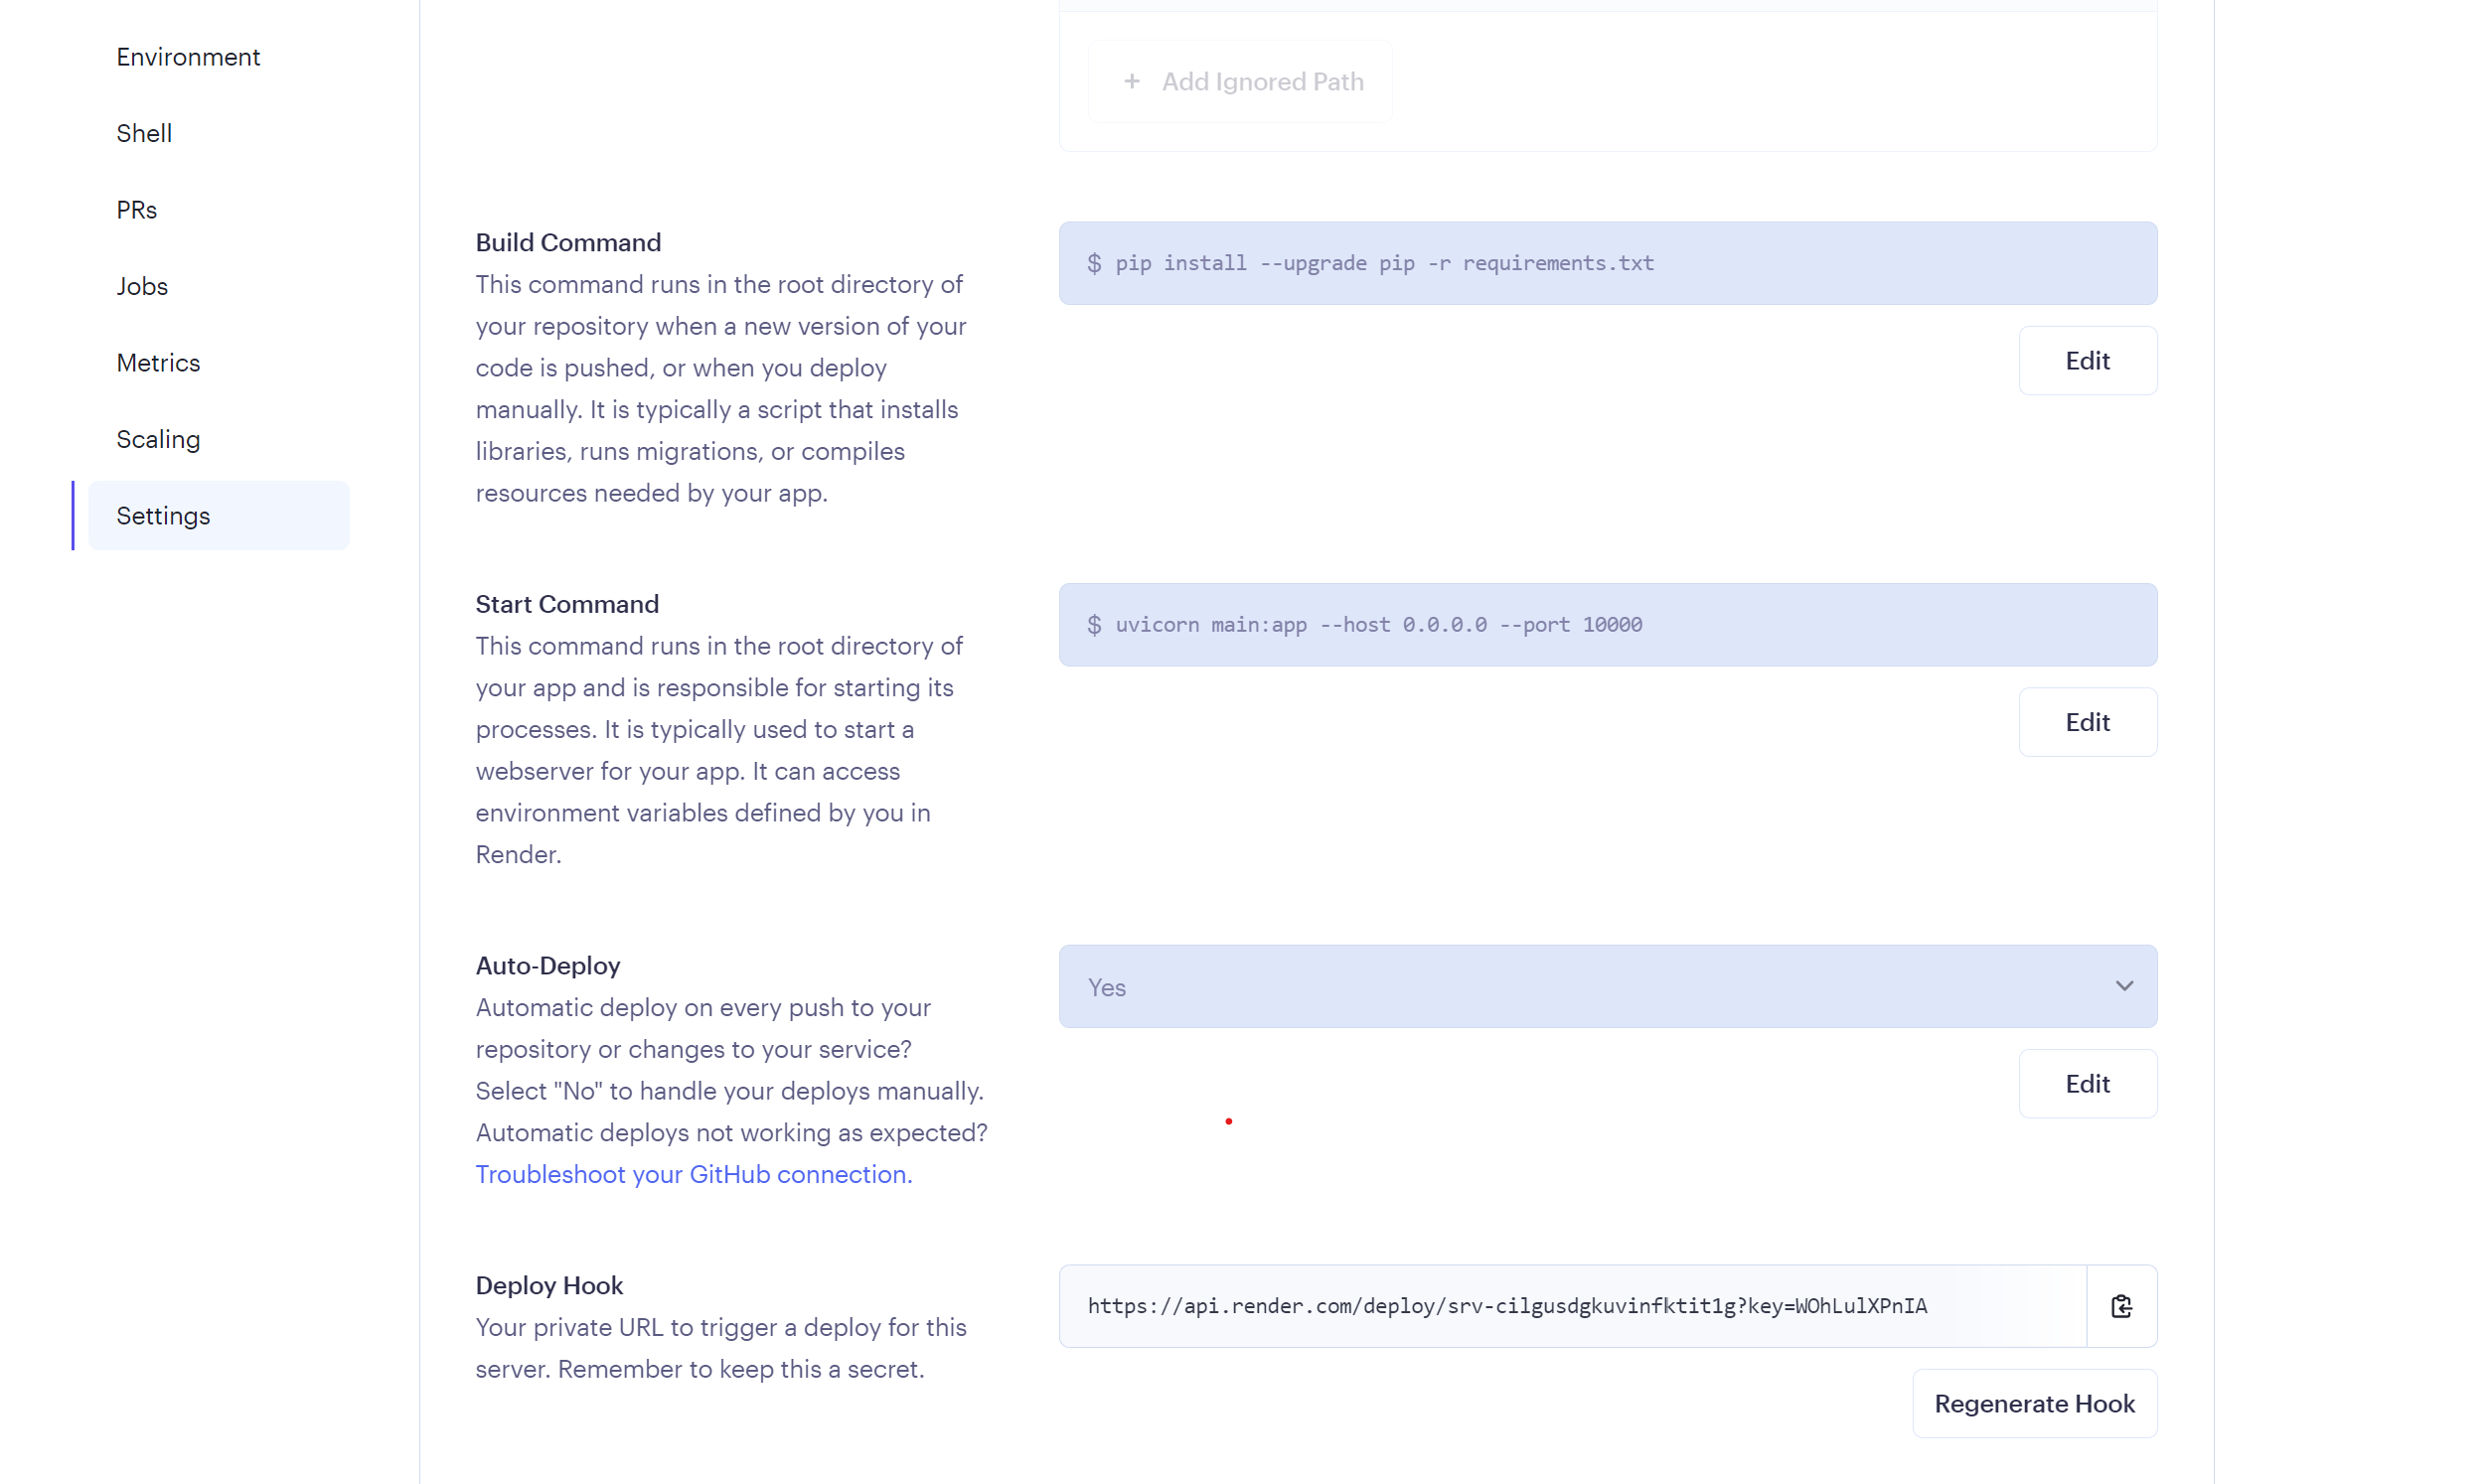 Environment
Shell
PRs
Jobs
Metrics
Scaling
Settings
+ Add Ignored Path
Build Command
This command runs in the root directory of
your repository when a new version of your
code is pushed, or when you deploy
manually. It is typically a script that installs
libraries, runs migrations, or compiles
resources needed by your app.
$ pip install --upgrade pip -r requirements.txt
Edit
Start Command
This command runs in the root directory of
your app and is responsible for starting its
processes. It is typically used to start a
webserver for your app. It can access
environment variables defined by you in
Render.
$ uvicorn main:app --host 0.0.0.0 --port 10000
Edit
Auto-Deploy
Automatic deploy on every push to your
repository or changes to your service?
Select "No" to handle your deploys manually.
Automatic deploys not working as expected?
Troubleshoot your GitHub connection.
Yes
Edit
Deploy Hook
Your private URL to trigger a deploy for this
server. Remember to keep this a secret.
https://api.render.com/deploy/srv-cilgusdgkuvinfktit1g?key=WOhLulXPnIA
Regenerate Hook